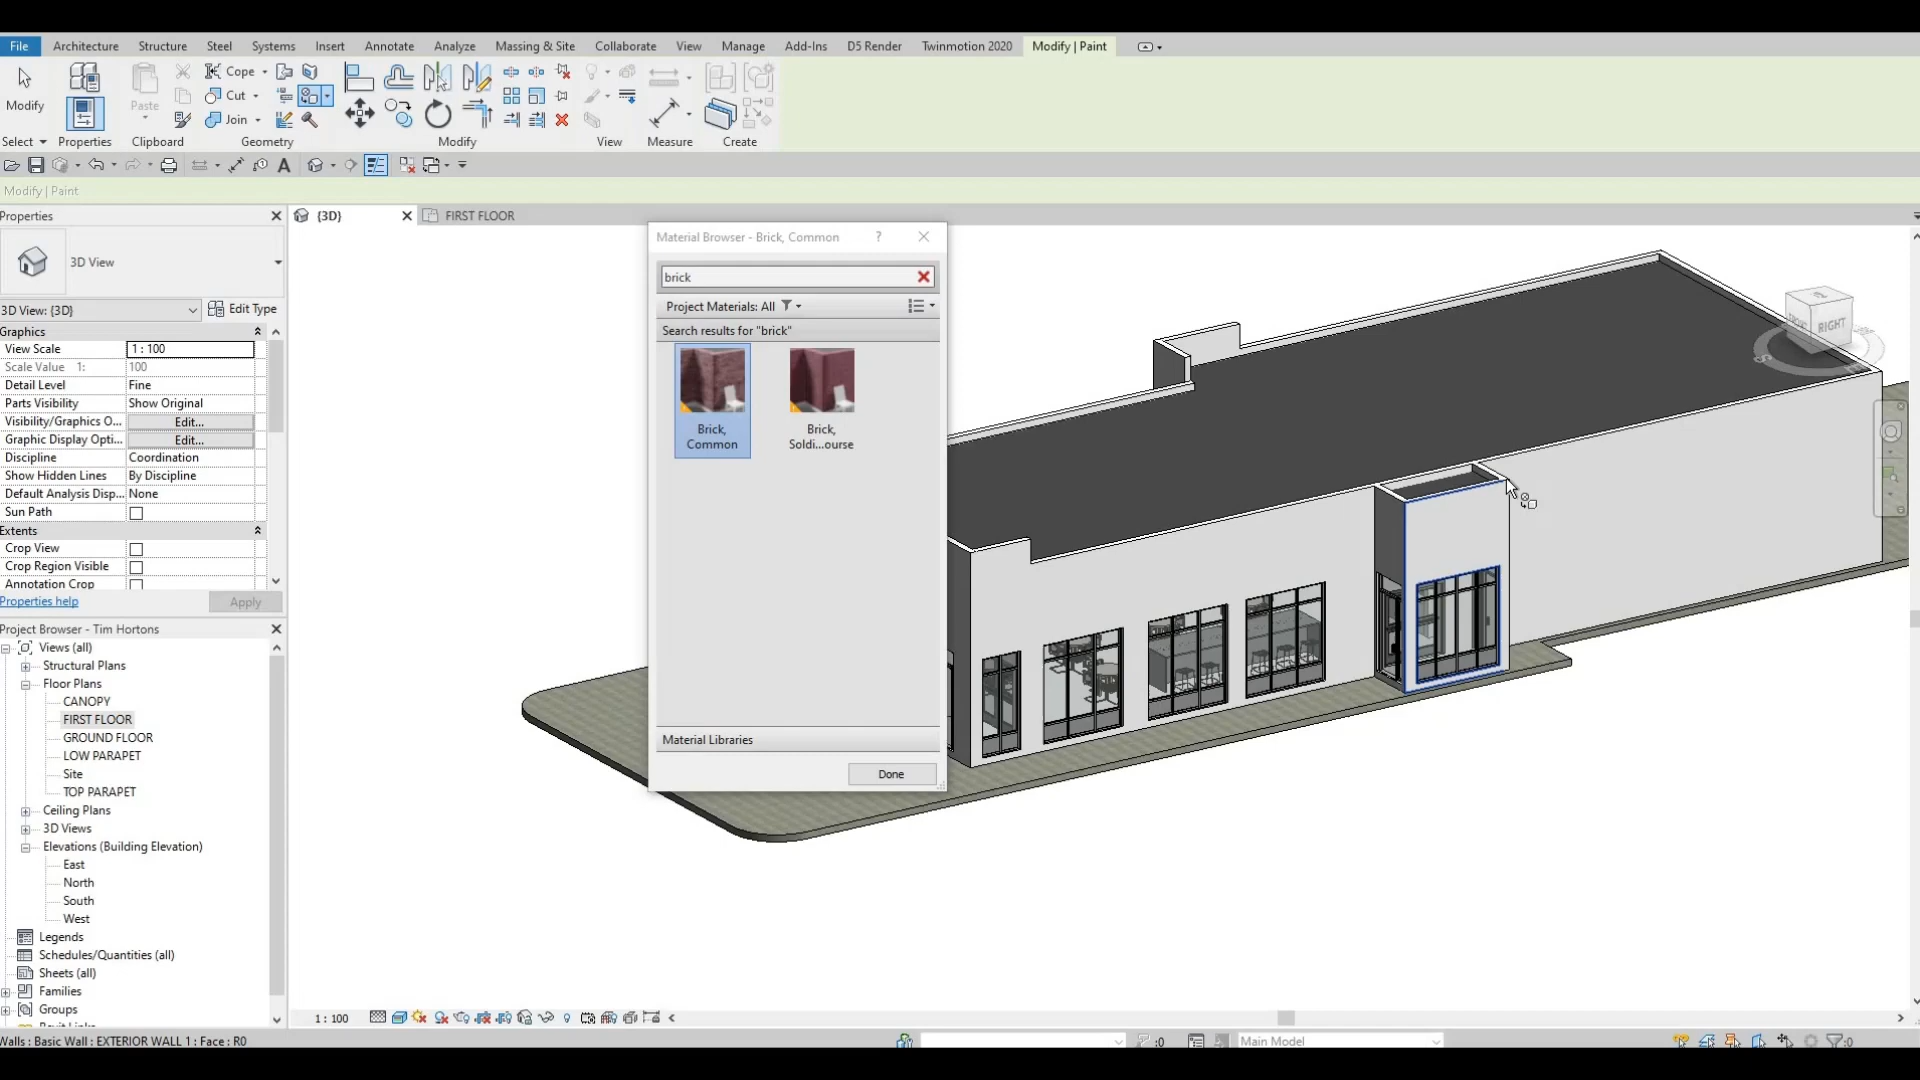 File Architecture Structure Steel Systems Insert Annotate Analyze Massing & Site Collaborate View Manage Add-Ins D5 Render Twinmotion 2020 Modify | Paint
Cope
Modify Paste Cut
Join
Select Properties Clipboard Geometry Modify View Measure Create
A
Modify | Paint
Properties
{3D} FIRST FLOOR
3D View
3D View: {3D} Edit Type
Graphics
View Scale 1 : 100
Scale Value 1: 100
Detail Level Fine
Parts Visibility Show Original
Visibility/Graphics O... Edit...
Graphic Display Opti... Edit...
Discipline Coordination
Show Hidden Lines By Discipline
Default Analysis Disp... None
Sun Path
Extents
Crop View
Crop Region Visible
Annotation Crop
Properties help Apply
Project Browser - Tim Hortons
Views (all)
Structural Plans
Floor Plans
CANOPY
FIRST FLOOR
GROUND FLOOR
LOW PARAPET
Site
TOP PARAPET
Ceiling Plans
3D Views
Elevations (Building Elevation)
East
North
South
West
Legends
Schedules/Quantities (all)
Sheets (all)
Families
Groups
Material Browser - Brick, Common ?
brick
Project Materials: All
Search results for "brick"
Brick,
Common
Brick,
Soldi...ourse
Material Libraries
Done
RIGHT
1 : 100
Walls : Basic Wall : EXTERIOR WALL 1 : Face : R0
:0
Main Model
:0